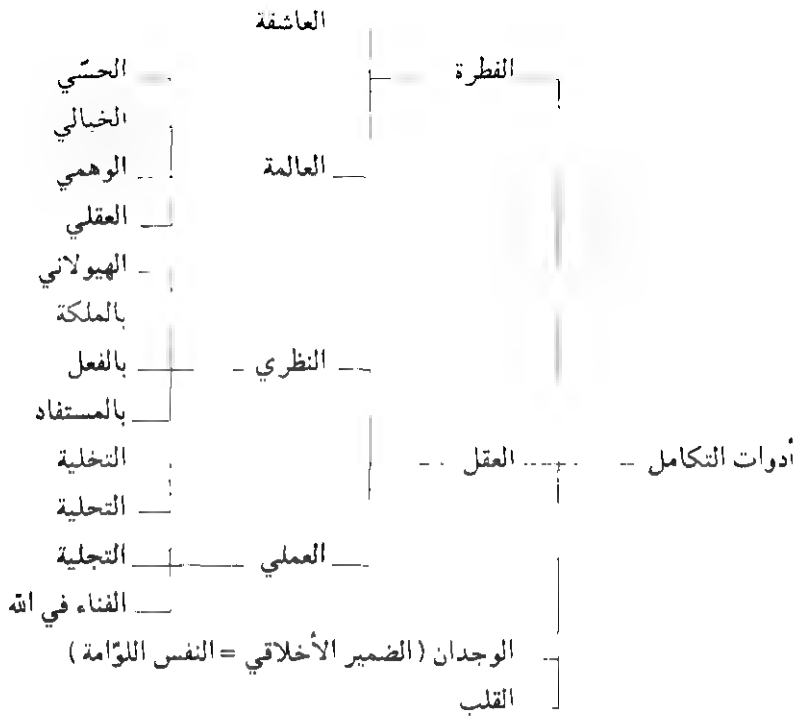 العاشقة
الفطرة الحسّي
الخيالي
العالمة الوهمي
العقلي
الهيولاني
بالملكة
النظري بالفعل
بالمستفاد
أدوات التكامل العقل التخلية
التحلية
العملي التجلية
الفناء في الله
الوجدان (الضمير الأخلاقي = النفس اللوّامة)
القلب